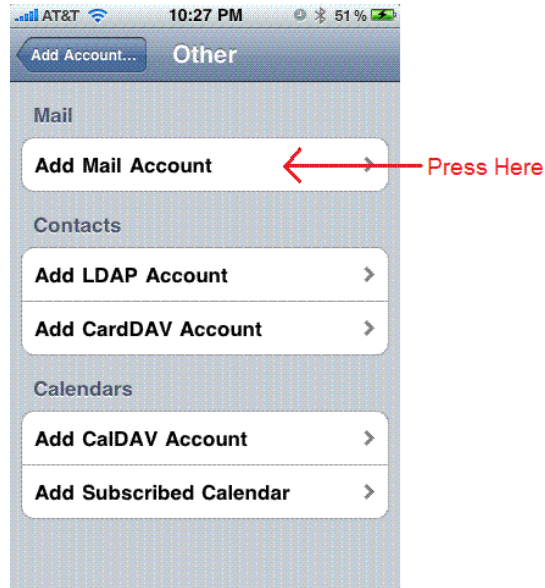 AT&T 10:27 PM 51 %
Add Account... Other
Mail
Add Mail Account
Press Here
Contacts
Add LDAP Account
Add CardDAV Account
Calendars
Add CalDAV Account
Add Subscribed Calendar